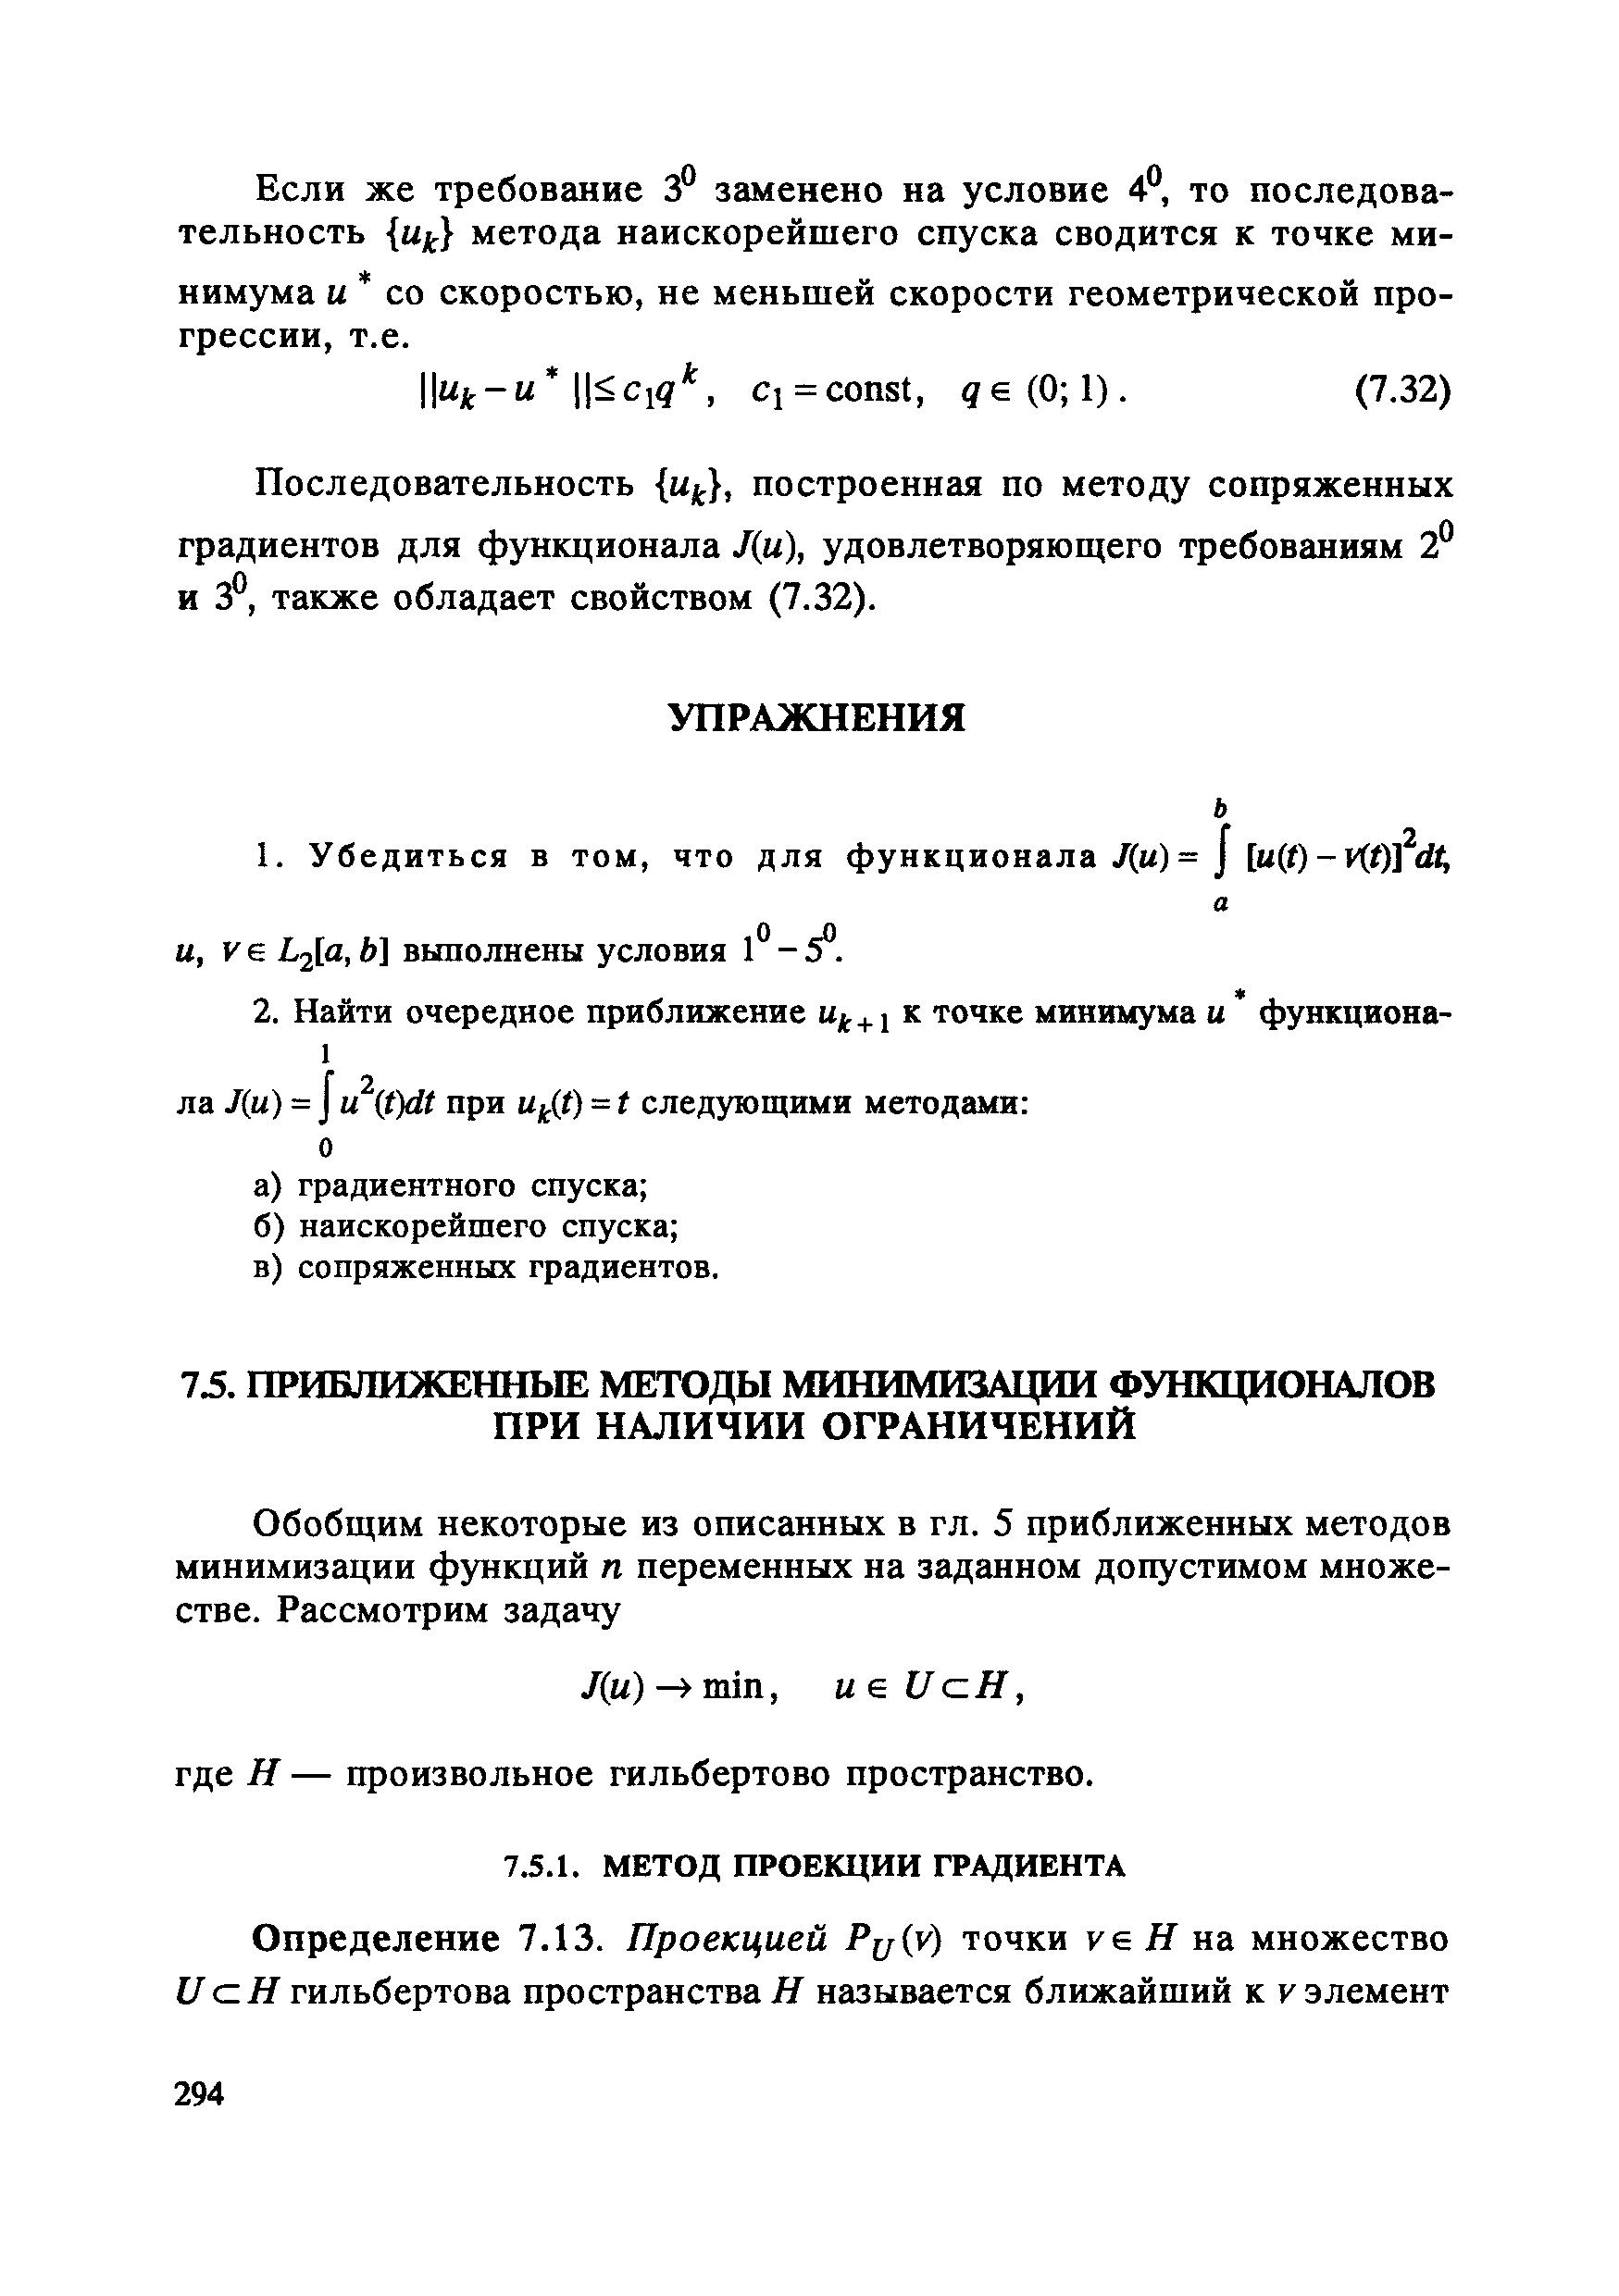 Если же требование 3⁰ заменено на условие 4⁰, то последова-
тельность {uₖ} метода наискорейшего спуска сводится к точке ми-
нимума u * со скоростью, не меньшей скорости геометрической про-
грессии, т.е.
||uₖ − u * || ≤ c₁qᵏ, c₁ = const, q ∈ (0; 1). (7.32)
Последовательность {uₖ}, построенная по методу сопряженных
градиентов для функционала J(u), удовлетворяющего требованиям 2⁰
и 3⁰, также обладает свойством (7.32).
УПРАЖНЕНИЯ
b
1. Убедиться в том, что для функционала J(u) = ∫ [u(t) − v(t)]²dt,
a
u, v ∈ L₂[a, b] выполнены условия 1⁰ − 5⁰.
2. Найти очередное приближение uₖ₊₁ к точке минимума u * функциона-
1
ла J(u) = ∫ u²(t)dt при uₖ(t) = t следующими методами:
0
а) градиентного спуска;
б) наискорейшего спуска;
в) сопряженных градиентов.
7.5. ПРИБЛИЖЕННЫЕ МЕТОДЫ МИНИМИЗАЦИИ ФУНКЦИОНАЛОВ
ПРИ НАЛИЧИИ ОГРАНИЧЕНИЙ
Обобщим некоторые из описанных в гл. 5 приближенных методов
минимизации функций n переменных на заданном допустимом множе-
стве. Рассмотрим задачу
J(u) → min, u ∈ U ⊂ H,
где H — произвольное гильбертово пространство.
7.5.1. МЕТОД ПРОЕКЦИИ ГРАДИЕНТА
Определение 7.13. Проекцией P_U(v) точки v ∈ H на множество
U ⊂ H гильбертова пространства H называется ближайший к v элемент
294